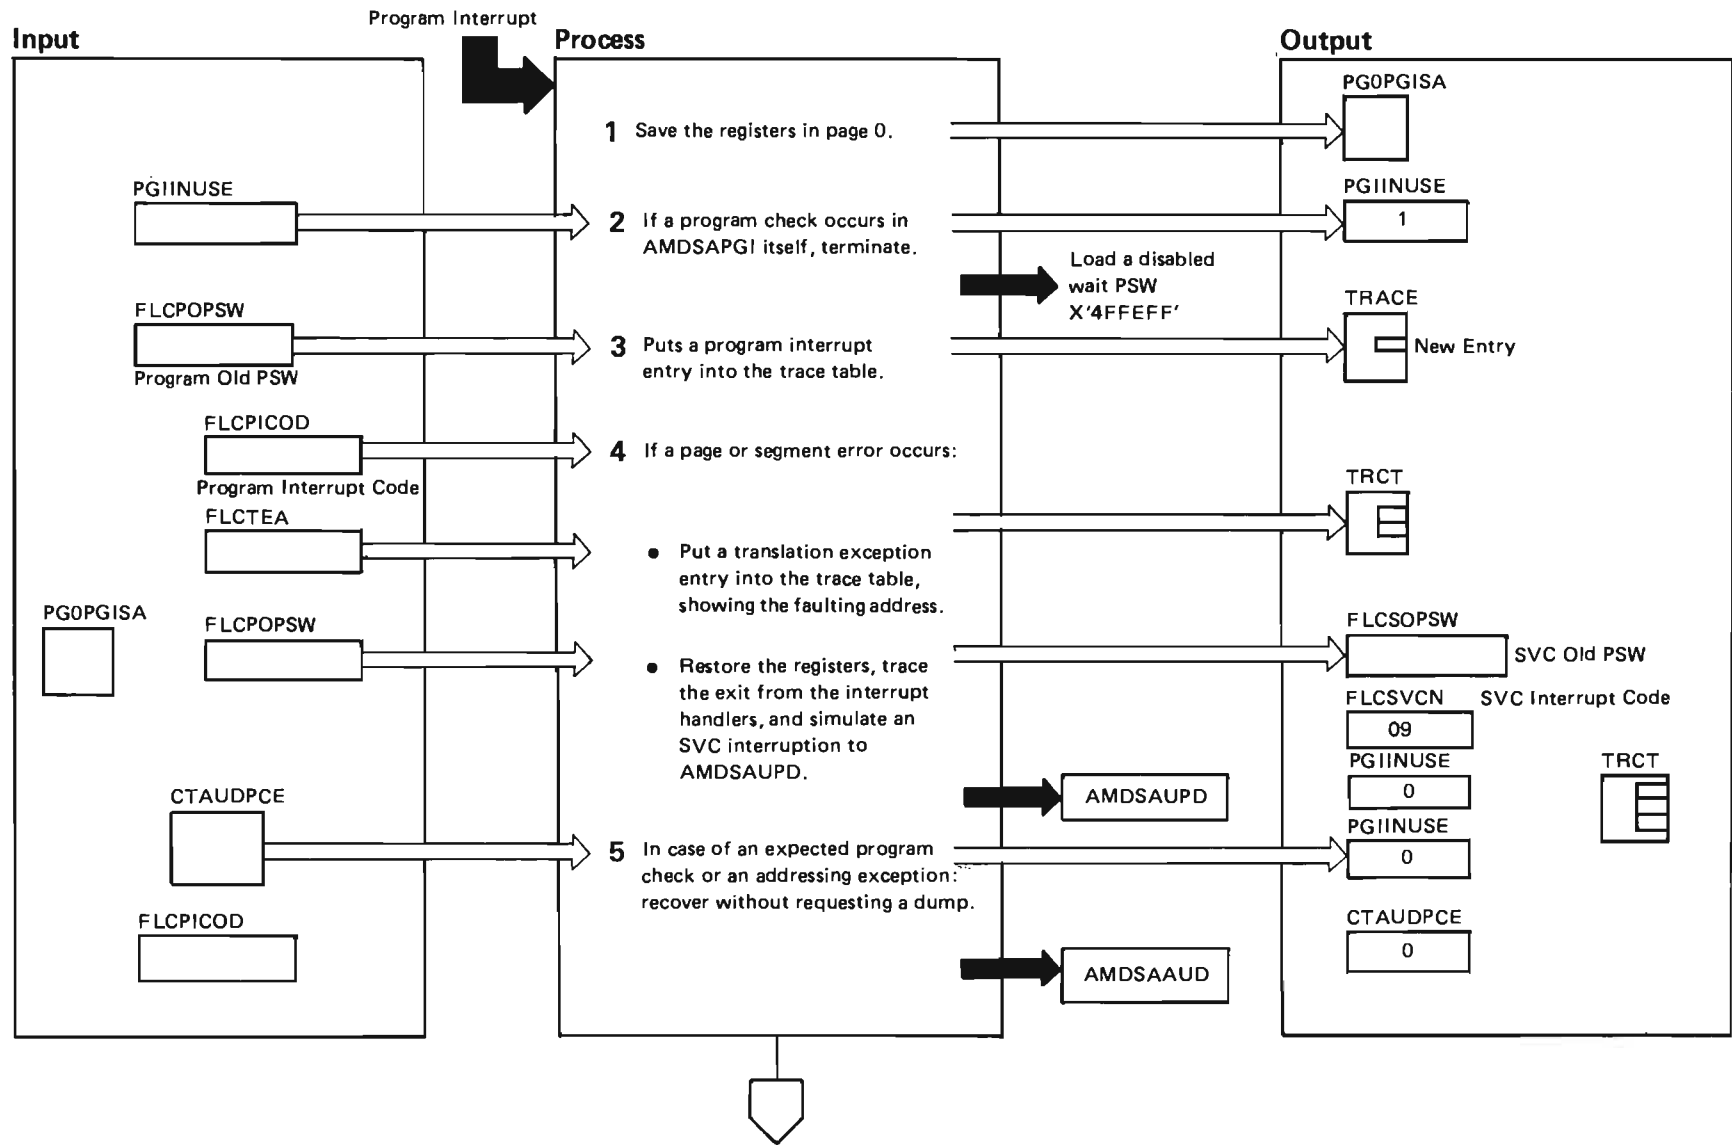 Program Interrupt
Input
Process
Output
PG0PGISA
1 Save the registers in page 0.
PGIINUSE
PGIINUSE
1
2 If a program check occurs in
AMDSAPGI itself, terminate.
Load a disabled
wait PSW
X'4FFEFF'
FLCPOPSW
Program Old PSW
3 Puts a program interrupt
entry into the trace table.
TRACE
New Entry
FLCPICOD
Program Interrupt Code
4 If a page or segment error occurs:
FLCTEA
TRCT
• Put a translation exception
entry into the trace table,
showing the faulting address.
PG0PGISA
FLCPOPSW
FLCSOPSW
SVC Old PSW
• Restore the registers, trace
the exit from the interrupt
handlers, and simulate an
SVC interruption to
AMDSAUPD.
FLCSVCN SVC Interrupt Code
09
PGIINUSE
0
TRCT
AMDSAUPD
CTAUDPCE
5 In case of an expected program
check or an addressing exception:
recover without requesting a dump.
PGIINUSE
0
FLCPICOD
CTAUDPCE
0
AMDSAAUD